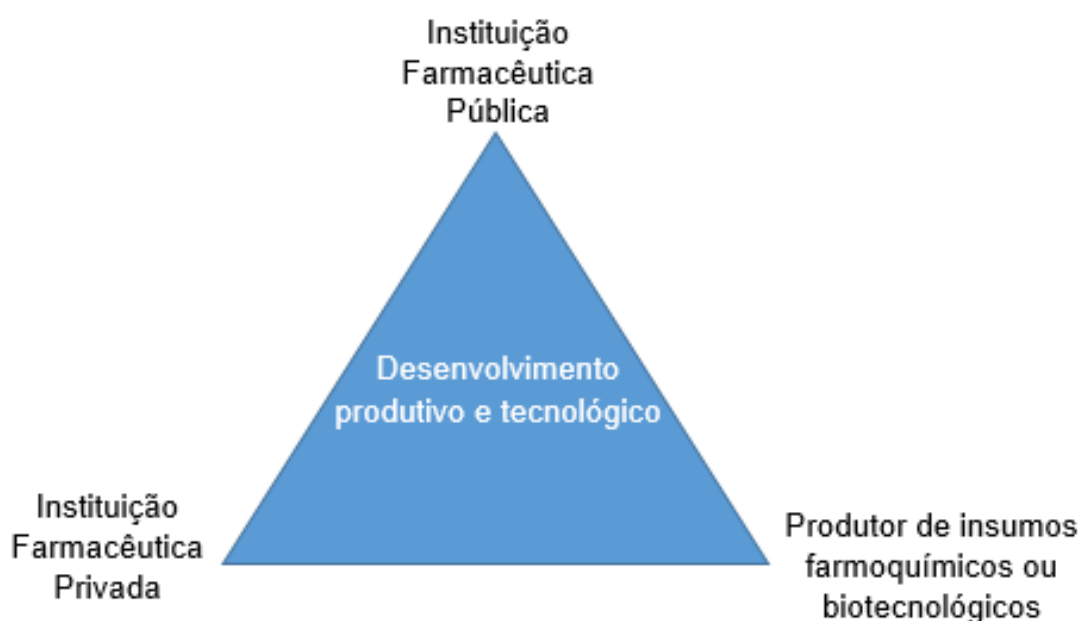 Instituição
Farmacêutica
Pública
Desenvolvimento
produtivo e tecnológico
Instituição
Farmacêutica
Privada
Produtor de insumos
farmoquímicos ou
biotecnológicos